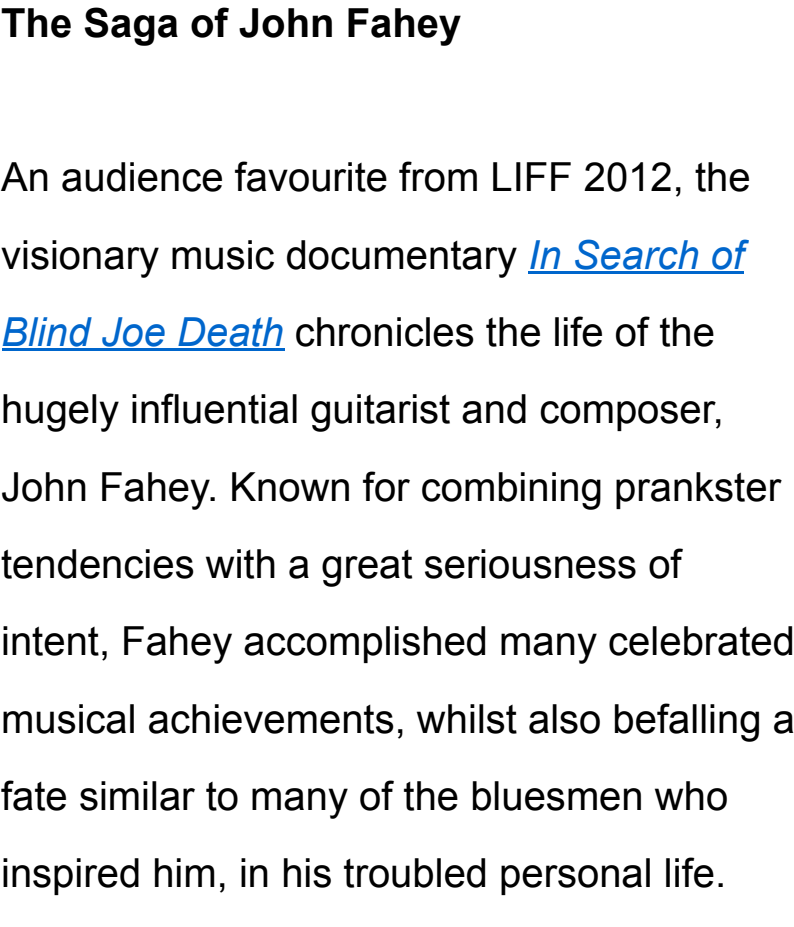 The Saga of John Fahey
An audience favourite from LIFF 2012, the
visionary music documentary In Search of
Blind Joe Death chronicles the life of the
hugely influential guitarist and composer,
John Fahey. Known for combining prankster
tendencies with a great seriousness of
intent, Fahey accomplished many celebrated
musical achievements, whilst also befalling a
fate similar to many of the bluesmen who
inspired him, in his troubled personal life.